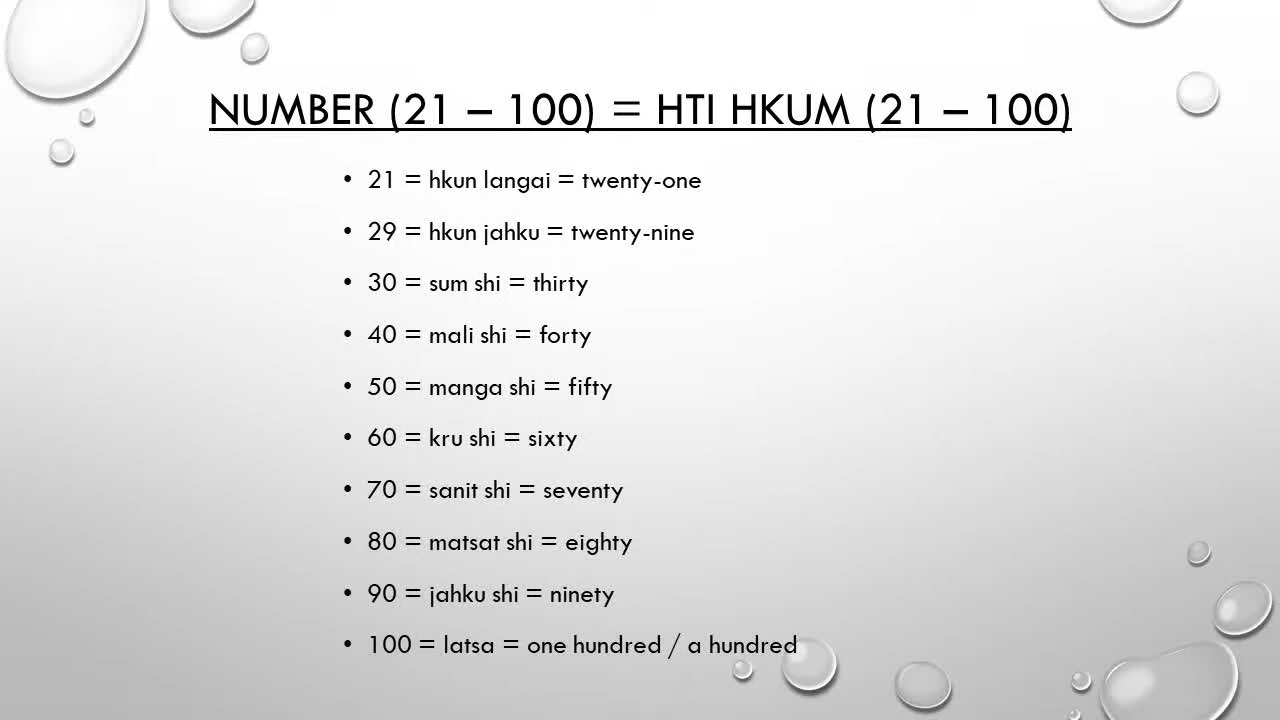 NUMBER (21 – 100) = HTI HKUM (21 – 100)
• 21 = hkun langai = twenty-one
• 29 = hkun jahku = twenty-nine
• 30 = sum shi = thirty
• 40 = mali shi = forty
• 50 = manga shi = fifty
• 60 = kru shi = sixty
• 70 = sanit shi = seventy
• 80 = matsat shi = eighty
• 90 = jahku shi = ninety
• 100 = latsa = one hundred / a hundred